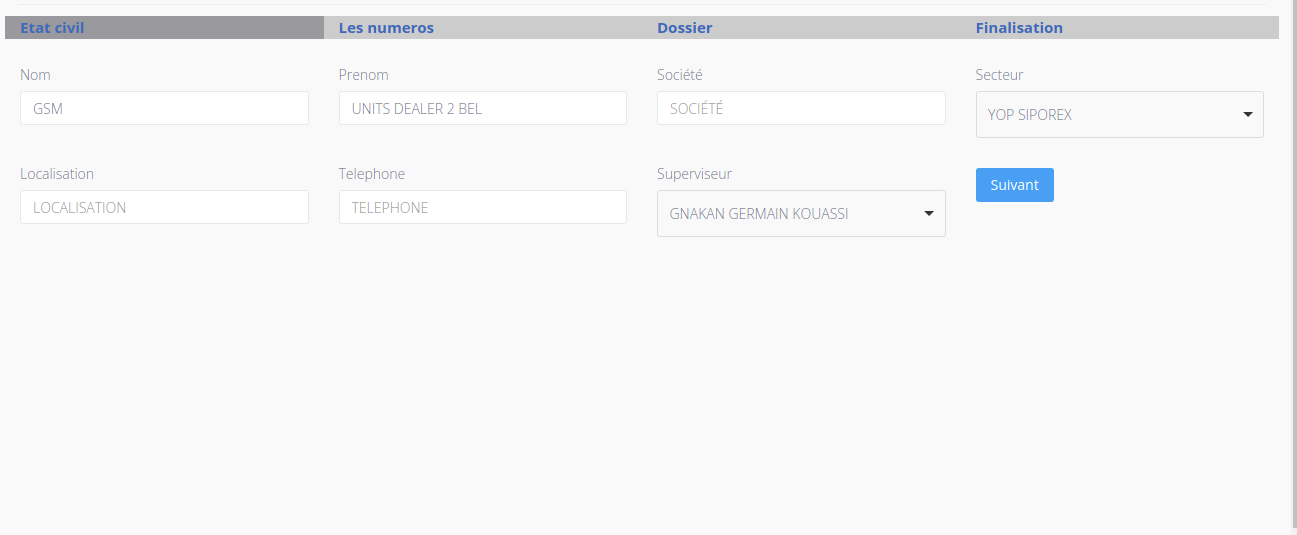 Etat civil Les numeros Dossier Finalisation
Nom Prenom Société Secteur
GSM UNITS DEALER 2 BEL SOCIÉTÉ YOP SIPOREX
Localisation Telephone Superviseur
Suivant
LOCALISATION TELEPHONE GNAKAN GERMAIN KOUASSI